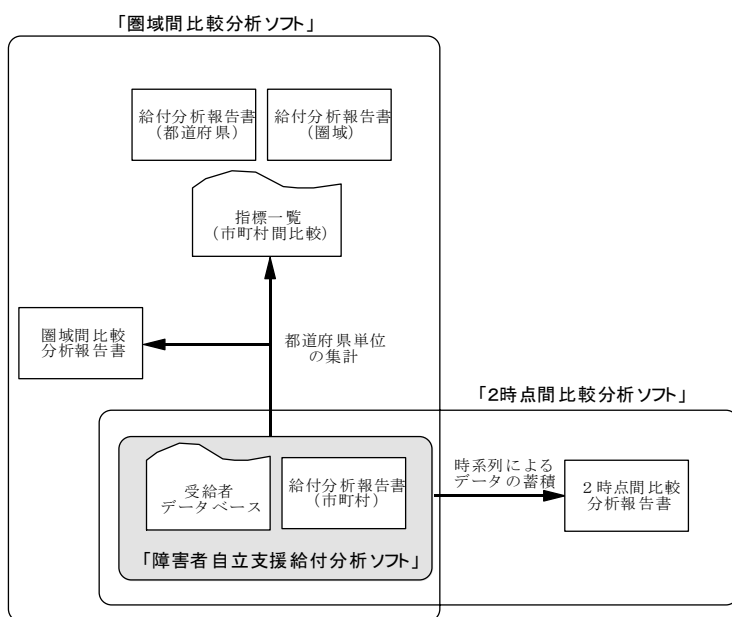 「圏域間比較分析ソフト」
給付分析報告書
(都道府県)
給付分析報告書
(圏域)
指標一覧
(市町村間比較)
圏域間比較
分析報告書
都道府県単位
の集計
「2時点間比較分析ソフト」
受給者
データベース
給付分析報告書
(市町村)
時系列による
データの蓄積
２時点間比較
分析報告書
「障害者自立支援給付分析ソフト」